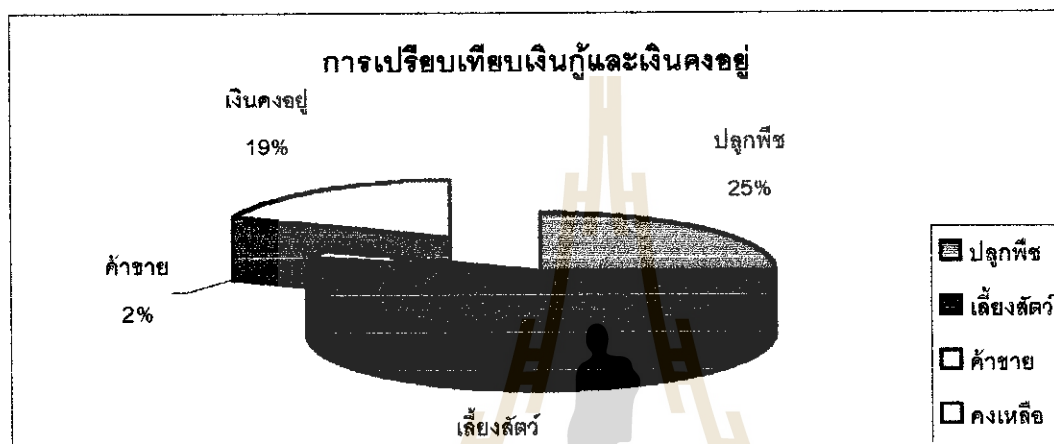 การเปรียบเทียบเงินกู้และเงินคงอยู่
เงินคงอยู่
19%
ปลูกพืช
25%
ค้าขาย
2%
เลี้ยงสัตว์
ปลูกพืช
เลี้ยงสัตว์
ค้าขาย
คงเหลือ